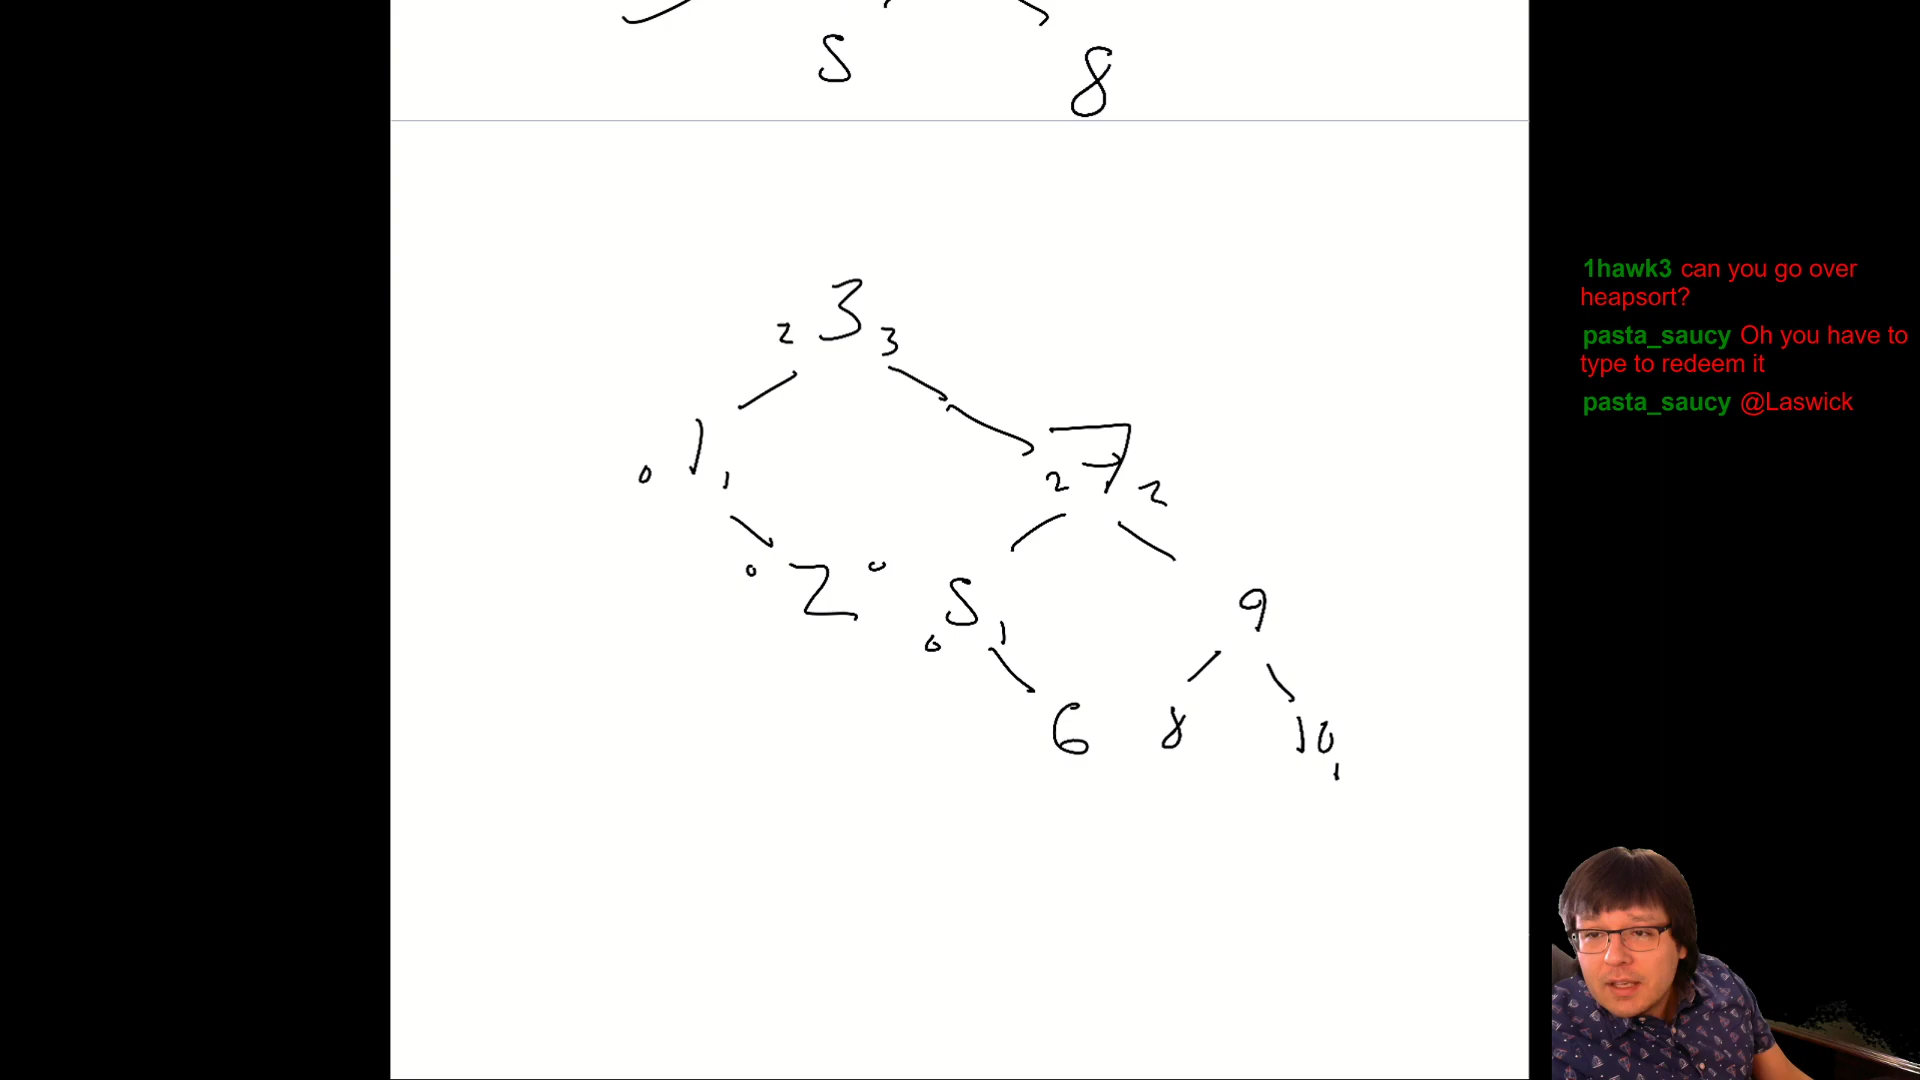 5
8
2 3 3
0 1 1
2 7 2
0 2 0
0 5 1
9
6
8
10
1
1hawk3 can you go over
heapsort?
pasta_saucy Oh you have to
type to redeem it
pasta_saucy @Laswick